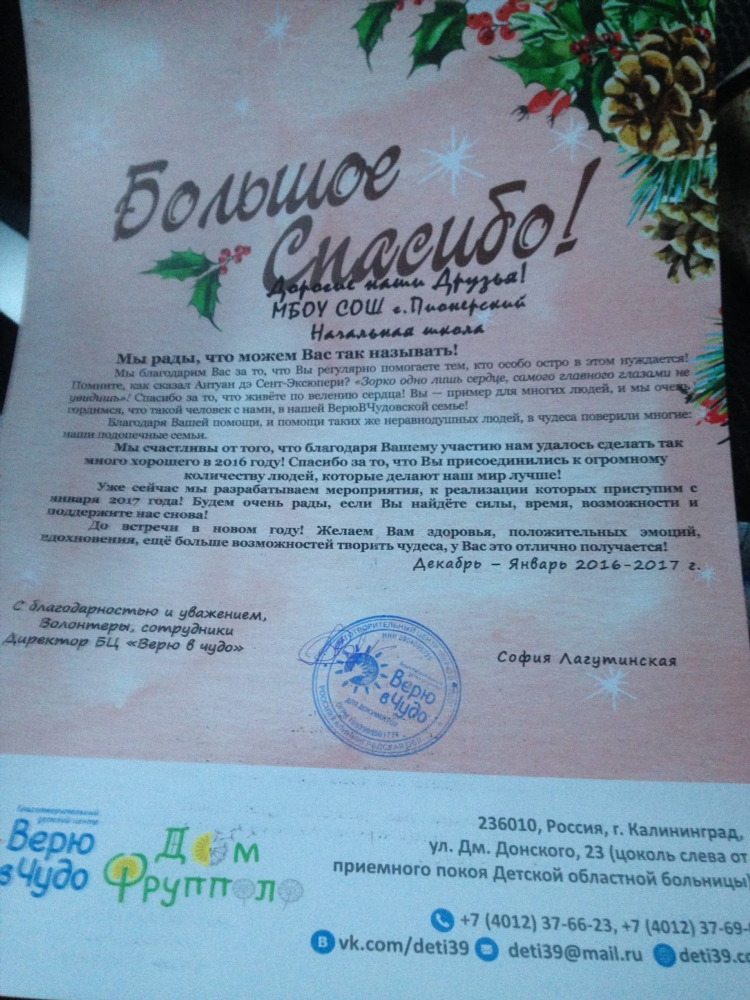 Большое
Спасибо!
Дорогие наши Друзья!
МБОУ СОШ г.Пионерский
Начальная школа
Мы рады, что можем Вас так называть!
Мы благодарим Вас за то, что Вы регулярно помогаете тем, кто особо остро в этом нуждается!
Помните, как сказал Антуан дэ Сент-Экзюпери? «Зорко одно лишь сердце, самого главного глазами не
увидишь»! Спасибо за то, что живёте по велению сердца! Вы — пример для многих людей, и мы очень
гордимся, что такой человек с нами, в нашей ВерюВЧудовской семье!
Благодаря Вашей помощи, и помощи таких же неравнодушных людей, в чудеса поверили многие:
наши подопечные семьи.
Мы счастливы от того, что благодаря Вашему участию нам удалось сделать так
много хорошего в 2016 году! Спасибо за то, что Вы присоединились к огромному
количеству людей, которые делают наш мир лучше!
Уже сейчас мы разрабатываем мероприятия, к реализации которых приступим с
января 2017 года! Будем очень рады, если Вы найдёте силы, время, возможности и
поддержите нас снова!
До встречи в новом году! Желаем Вам здоровья, положительных эмоций,
вдохновения, ещё больше возможностей творить чудеса, у Вас это отлично получается!
Декабрь – Январь 2016-2017 г.
С благодарностью и уважением,
Волонтеры, сотрудники
Директор БЦ «Верю в чудо»
Верю
в Чудо
для документов
София Лагутинская
Благотворительный
детский центр
Верю
в Чудо
Дом
Фрупполо
236010, Россия, г. Калининград,
ул. Дм. Донского, 23 (цоколь слева от
приемного покоя Детской областной больницы)
+7 (4012) 37-66-23, +7 (4012) 37-69-
vk.com/deti39 deti39@mail.ru deti39.co